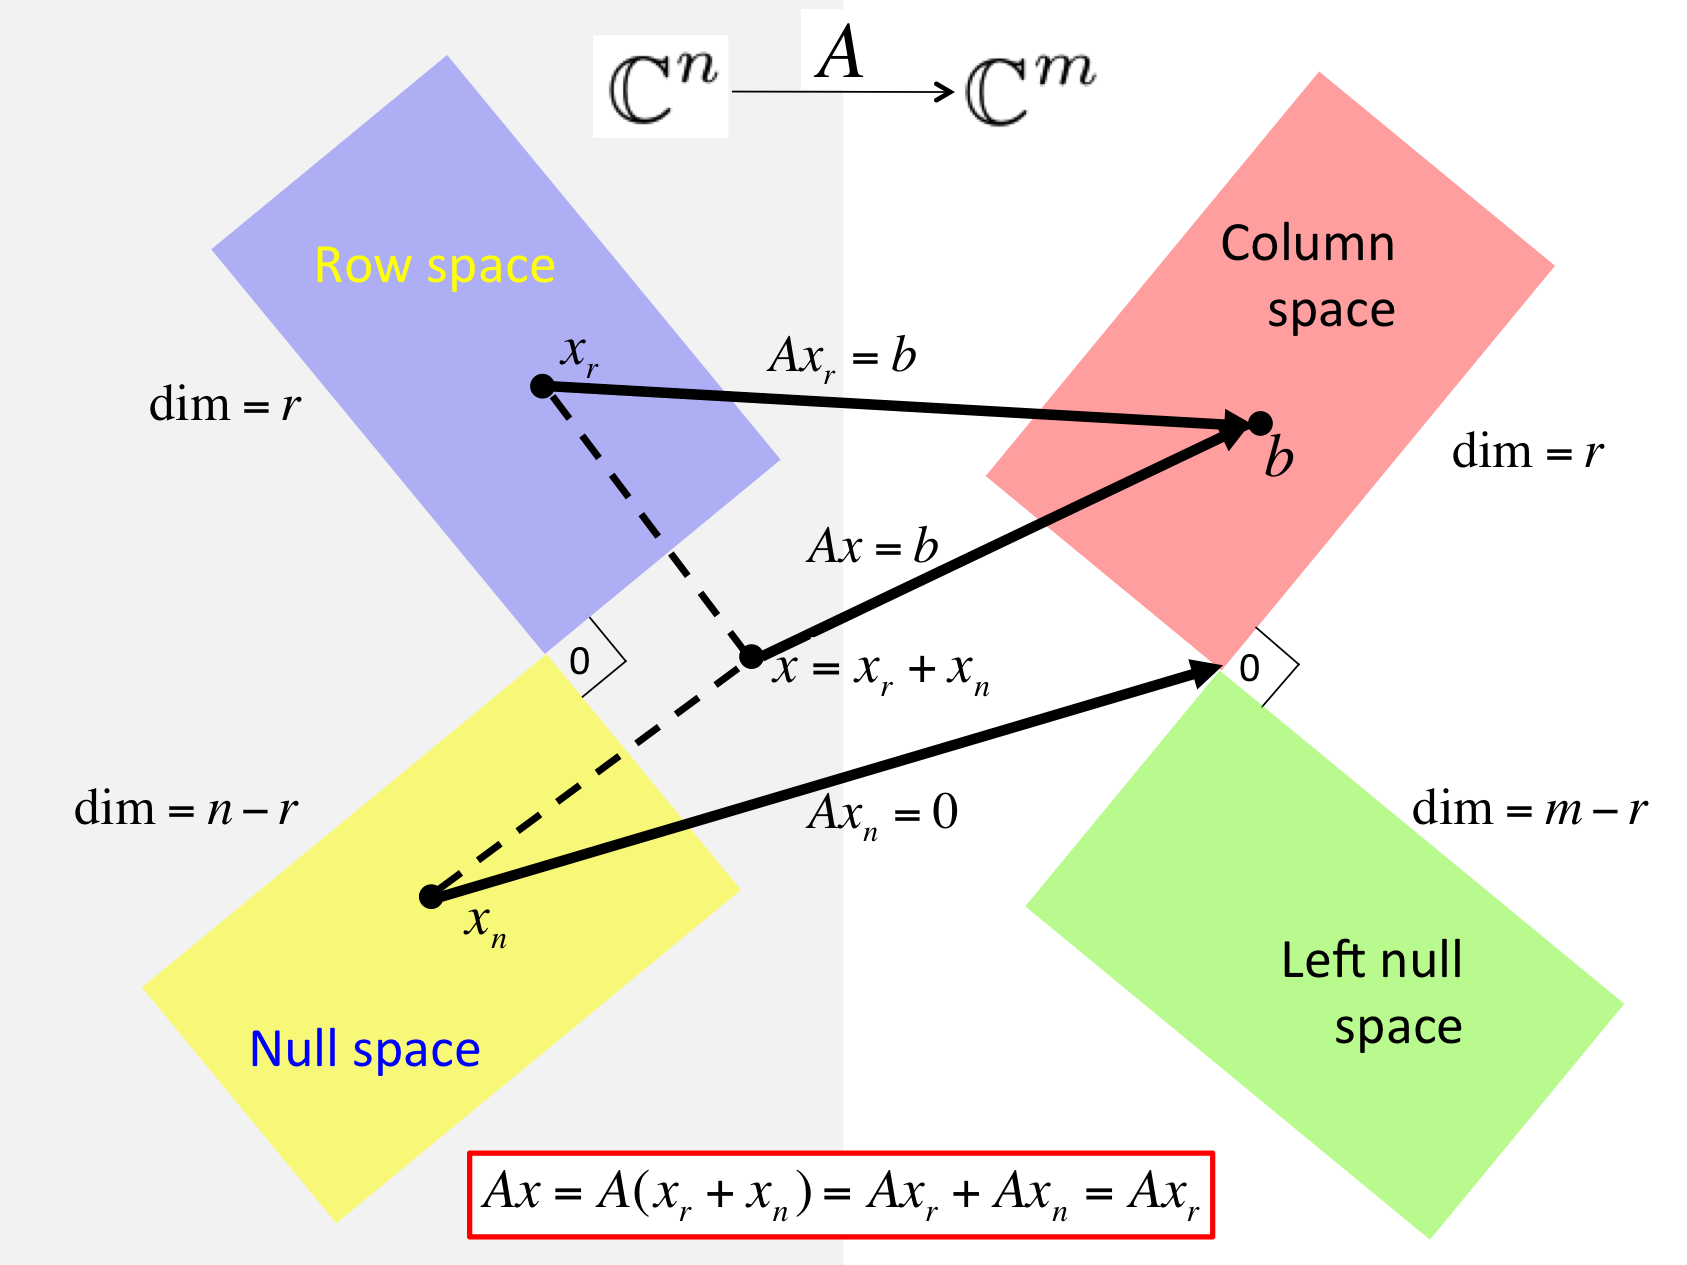 ℂⁿ A ℂᵐ
Row space
Column
space
xᵣ
Axᵣ = b
dim = r
b
dim = r
Ax = b
0
x = xᵣ + xₙ
0
dim = n − r
Axₙ = 0
dim = m − r
xₙ
Left null
space
Null space
Ax = A(xᵣ + xₙ) = Axᵣ + Axₙ = Axᵣ